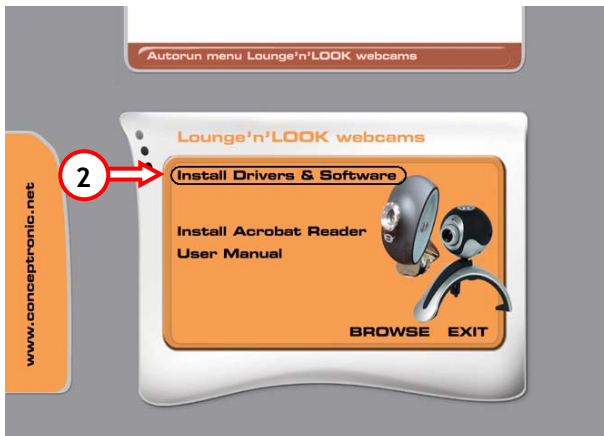 Autorun menu Lounge'n'LOOK webcams
Lounge'n'LOOK webcams
2
Install Drivers & Software
Install Acrobat Reader
User Manual
BROWSE EXIT
www.conceptronic.net